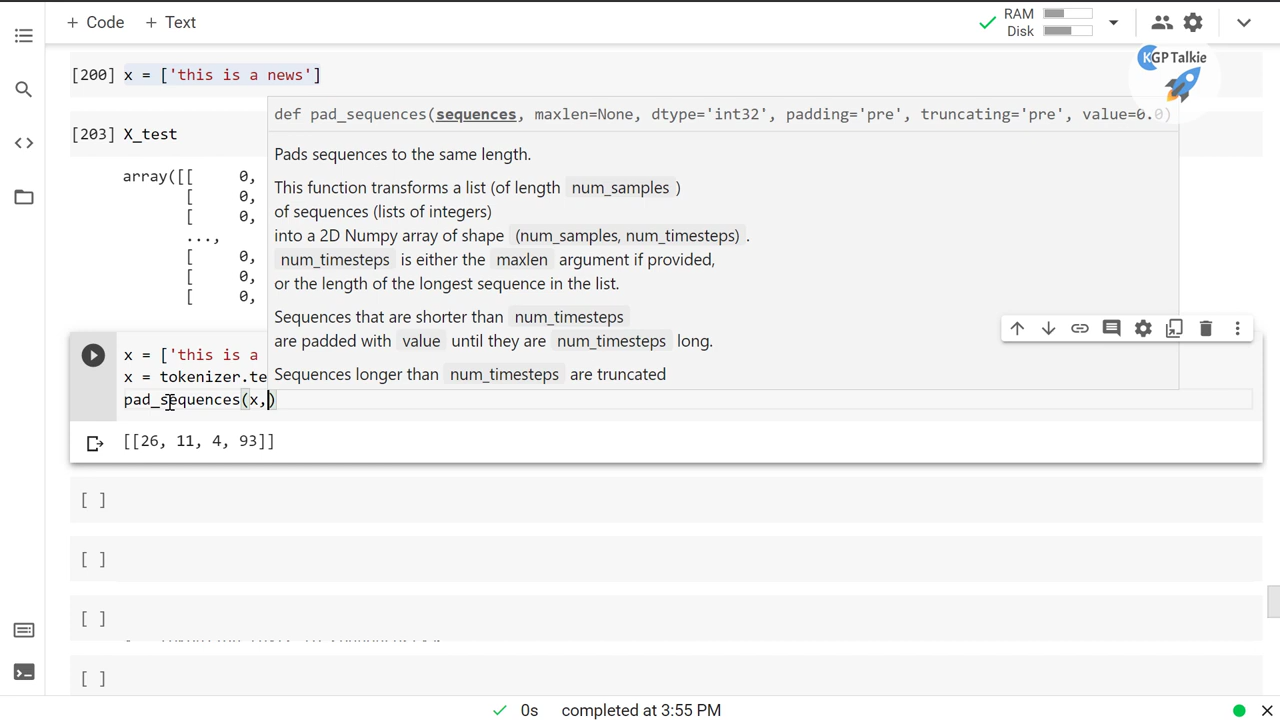 + Code + Text
RAM
Disk
KGP Talkie
[200] x = ['this is a news']
def pad_sequences(sequences, maxlen=None, dtype='int32', padding='pre', truncating='pre', value=0.0)
[203] X_test
Pads sequences to the same length.
array([[ 0,
This function transforms a list (of length num_samples )
[ 0,
of sequences (lists of integers)
[ 0,
into a 2D Numpy array of shape (num_samples, num_timesteps) .
...,
num_timesteps is either the maxlen argument if provided,
[ 0,
or the length of the longest sequence in the list.
[ 0,
[ 0,
Sequences that are shorter than num_timesteps
are padded with value until they are num_timesteps long.
x = ['this is a
Sequences longer than num_timesteps are truncated
x = tokenizer.te
pad_sequences(x,)
[[26, 11, 4, 93]]
[ ]
[ ]
[ ]
[ ]
0s completed at 3:55 PM